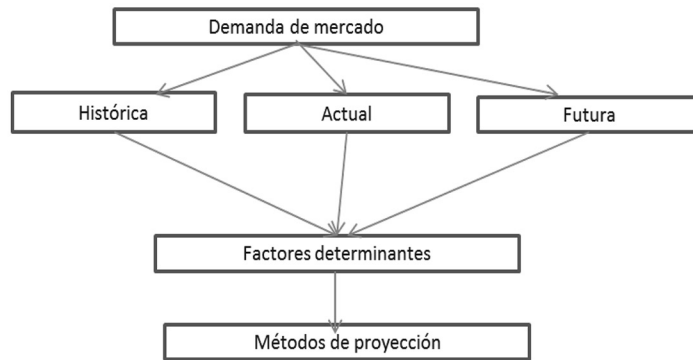 Demanda de mercado
Histórica
Actual
Futura
Factores determinantes
Métodos de proyección